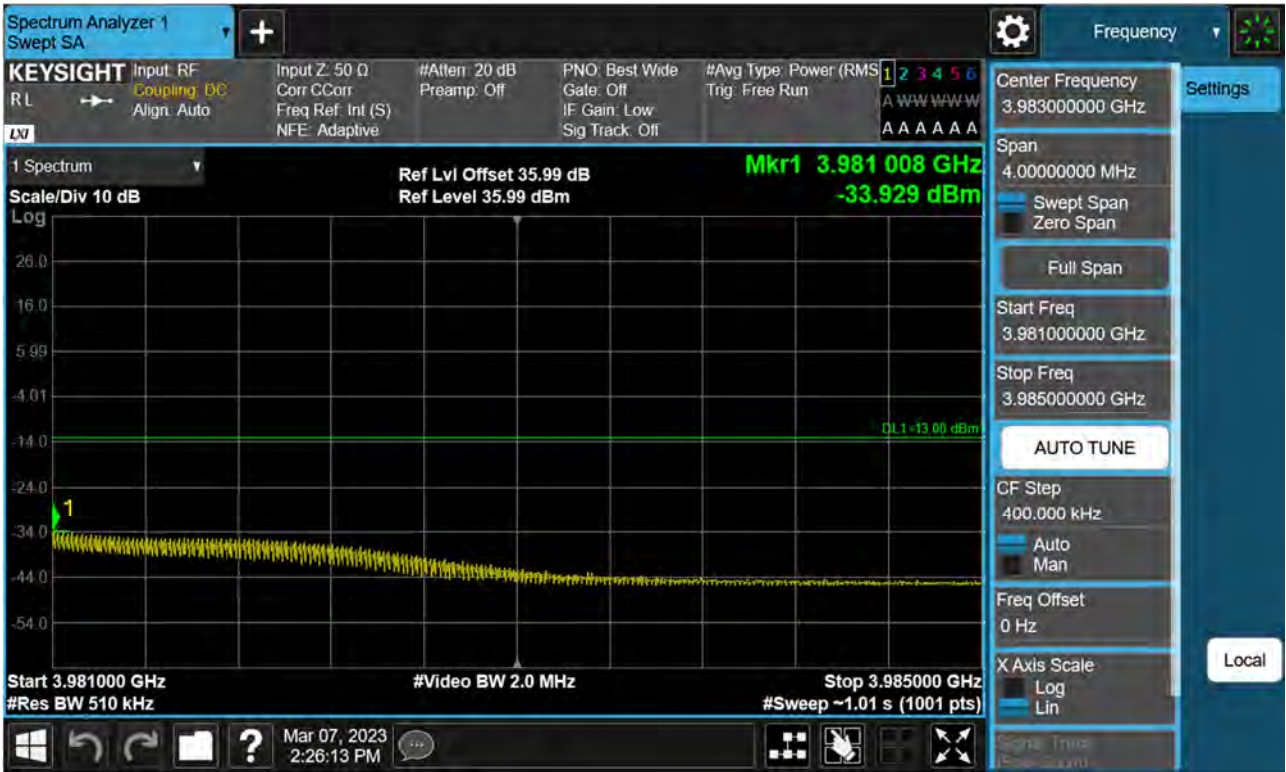 Spectrum Analyzer 1
Swept SA
+
Frequency
KEYSIGHT
RL
LXI
Input: RF
Coupling: DC
Align: Auto
Input Z: 50 Ω
Corr CCorr
Freq Ref: Int (S)
NFE: Adaptive
#Atten: 20 dB
Preamp: Off
PNO: Best Wide
Gate: Off
IF Gain: Low
Sig Track: Off
#Avg Type: Power (RMS
Trig: Free Run
1 2 3 4 5 6
A W W W W W
A A A A A A
1 Spectrum
Scale/Div 10 dB
Log
Ref Lvl Offset 35.99 dB
Ref Level 35.99 dBm
Mkr1 3.981 008 GHz
-33.929 dBm
26.0
16.0
5.99
-4.01
-14.0
-24.0
-34.0
-44.0
-54.0
DL1 -13.00 dBm
1
Start 3.981000 GHz
#Res BW 510 kHz
#Video BW 2.0 MHz
Stop 3.985000 GHz
#Sweep ~1.01 s (1001 pts)
Center Frequency
3.983000000 GHz
Span
4.00000000 MHz
Swept Span
Zero Span
Full Span
Start Freq
3.981000000 GHz
Stop Freq
3.985000000 GHz
AUTO TUNE
CF Step
400.000 kHz
Auto
Man
Freq Offset
0 Hz
X Axis Scale
Log
Lin
Settings
Local
?
Mar 07, 2023
2:26:13 PM